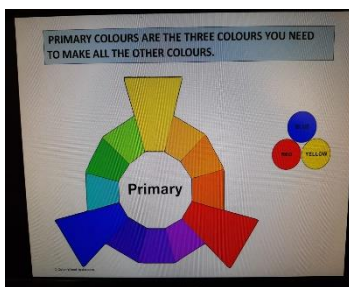 PRIMARY COLOURS ARE THE THREE COLOURS YOU NEED
TO MAKE ALL THE OTHER COLOURS.
BLUE
RED
YELLOW
Primary